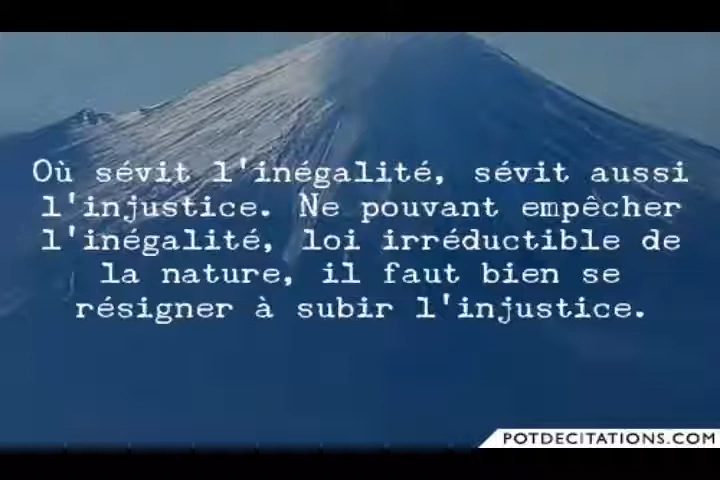 Où sévit l'inégalité, sévit aussi
l'injustice. Ne pouvant empêcher
l'inégalité, loi irréductible de
la nature, il faut bien se
résigner à subir l'injustice.
POTDECITATIONS.COM